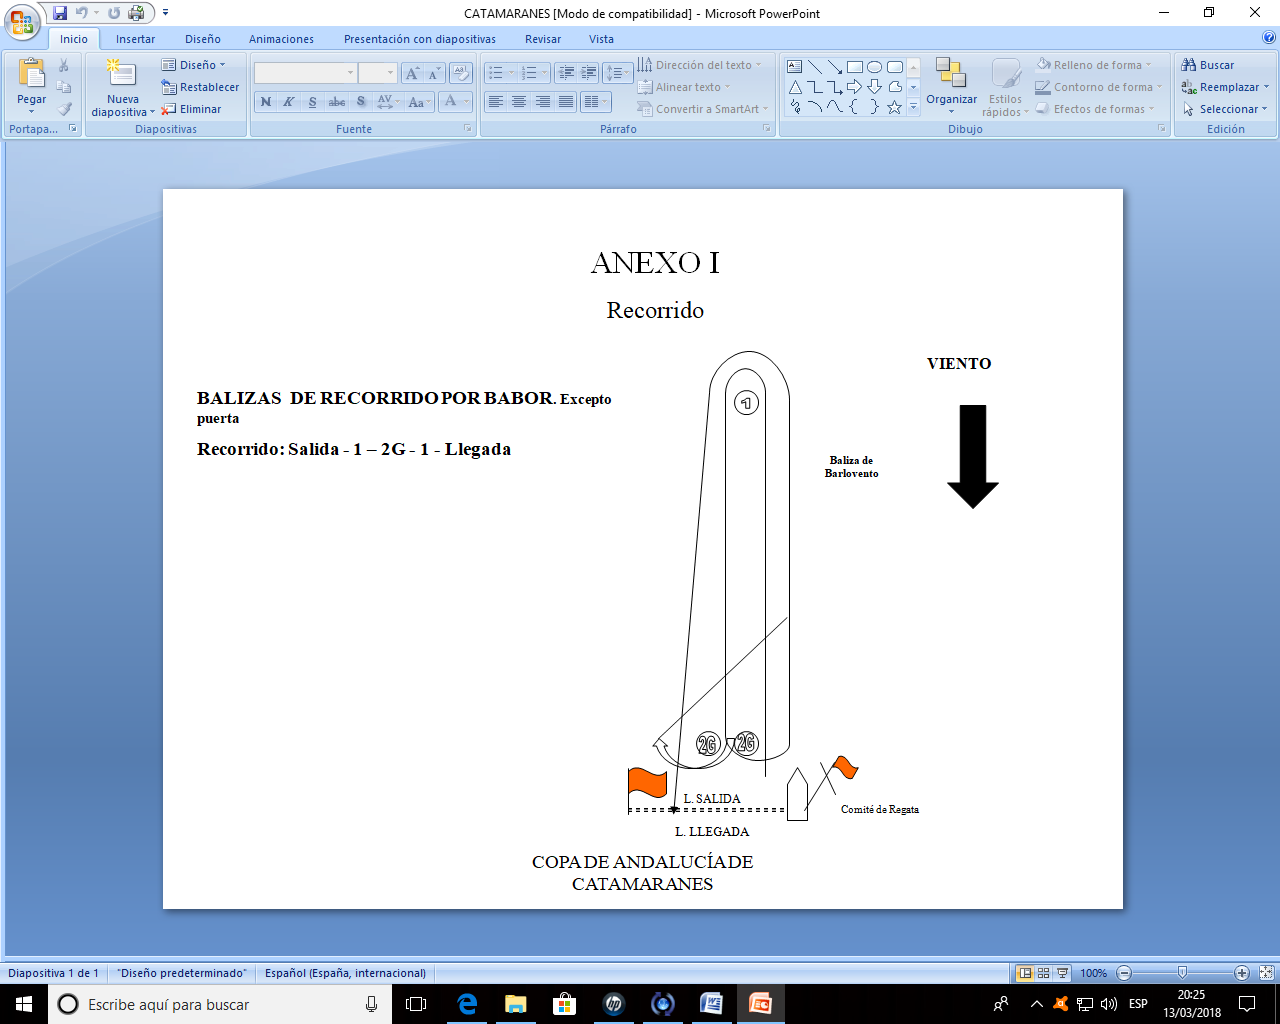 CATAMARANES [Modo de compatibilidad] - Microsoft PowerPoint
Inicio
Insertar
Diseño
Animaciones
Presentación con diapositivas
Revisar
Vista
Pegar
Portapa...
Nueva
diapositiva
Diseño
Restablecer
Eliminar
Diapositivas
N K S abc S AV Aa A
Fuente
Párrafo
Dirección del texto
Alinear texto
Convertir a SmartArt
Organizar
Estilos
rápidos
Relleno de forma
Contorno de forma
Efectos de formas
Dibujo
Buscar
Reemplazar
Seleccionar
Edición
ANEXO I
Recorrido
VIENTO
BALIZAS DE RECORRIDO POR BABOR. Excepto
puerta
Recorrido: Salida - 1 – 2G - 1 - Llegada
1
Baliza de
Barlovento
2G
2G
L. SALIDA
Comité de Regata
L. LLEGADA
COPA DE ANDALUCÍA DE
CATAMARANES
Diapositiva 1 de 1
"Diseño predeterminado"
Español (España, internacional)
100%
Escribe aquí para buscar
ESP
20:25
13/03/2018